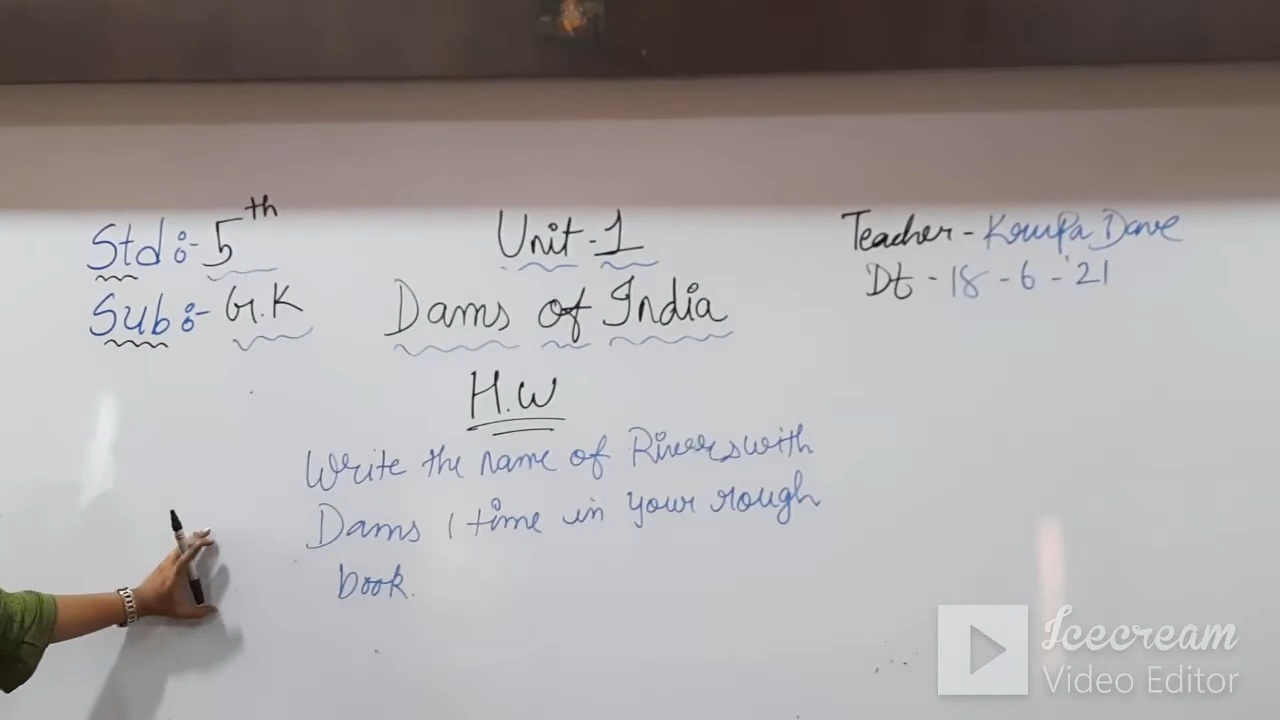 Std:- 5th
Sub:- G.K
Unit-1
Dams of India
Teacher - Krupa Dave
Dt - 18 - 6 - '21
H.W
Write the name of Rivers with
Dams 1 time in your rough
book.
Icecream
Video Editor